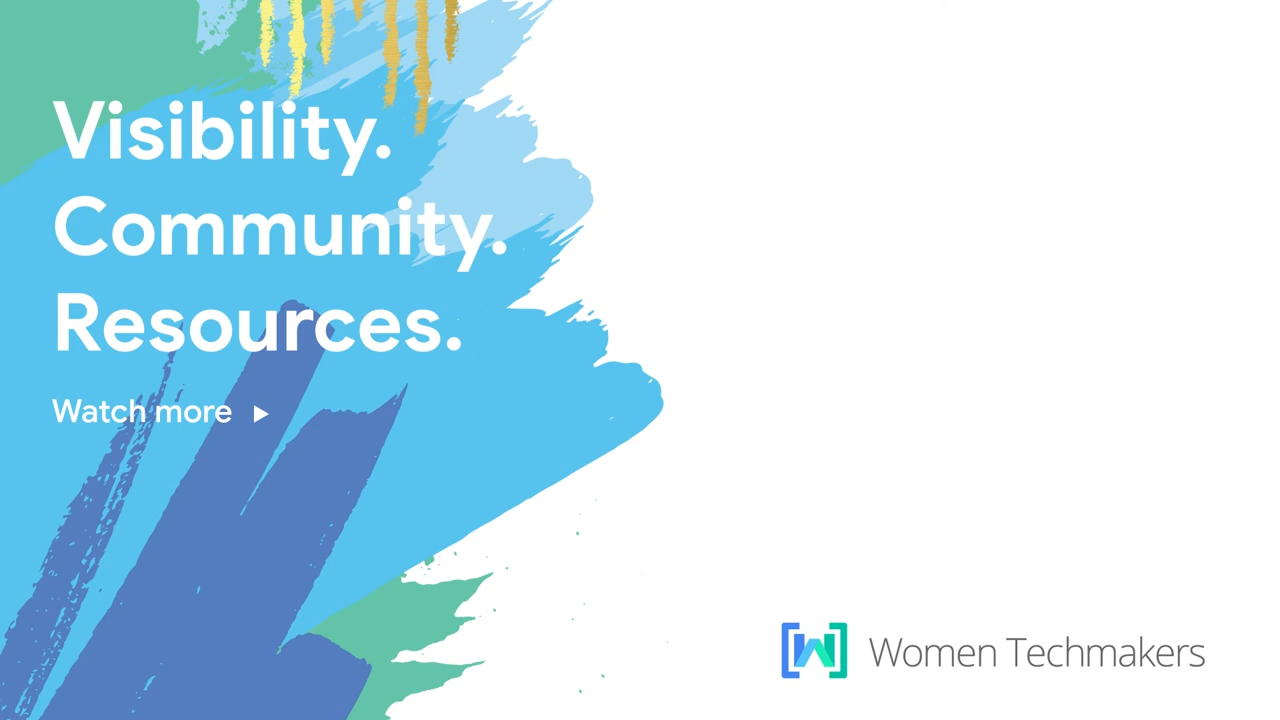 Visibility.
Community.
Resources.
Watch more
Women Techmakers